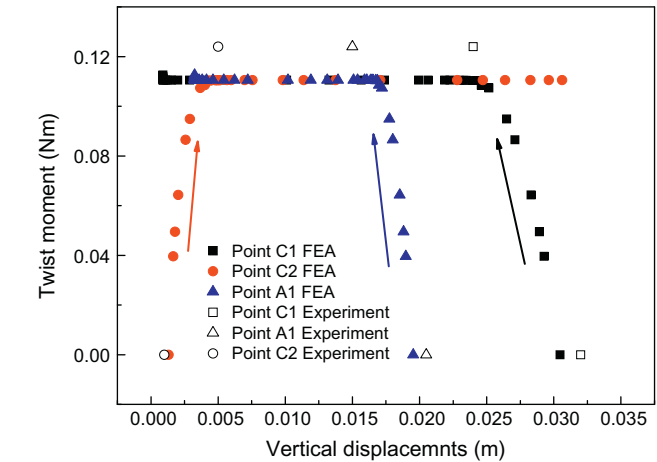 0.12
0.08
0.04
0.00
Twist moment (Nm)
Point C1 FEA
Point C2 FEA
Point A1 FEA
Point C1 Experiment
Point A1 Experiment
Point C2 Experiment
0.000 0.005 0.010 0.015 0.020 0.025 0.030 0.035
Vertical displacemnts (m)